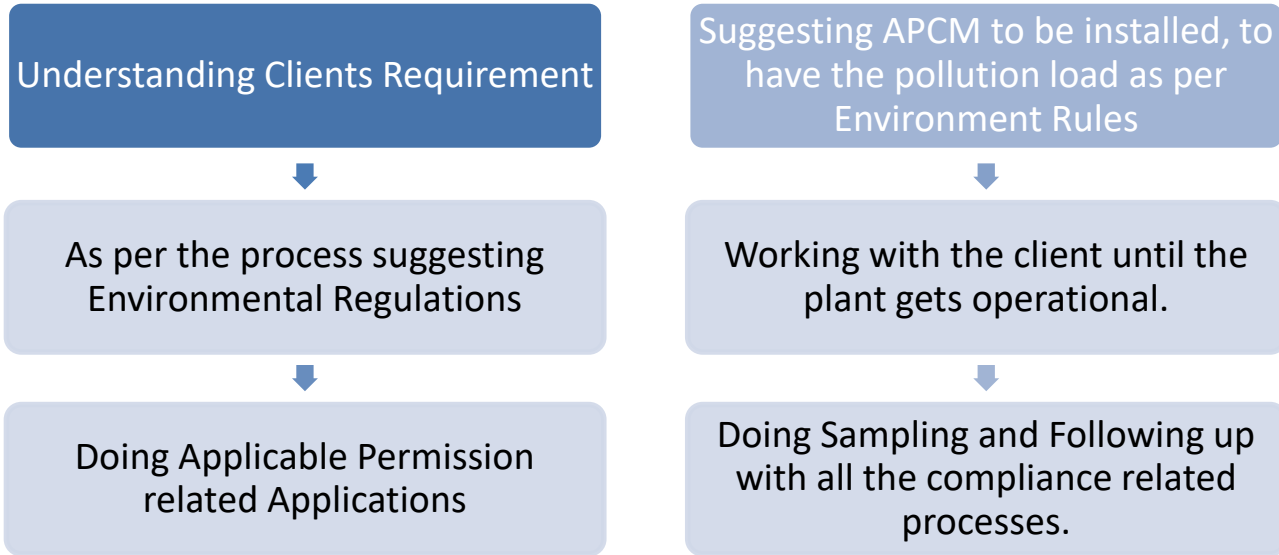 Understanding Clients Requirement
As per the process suggesting
Environmental Regulations
Doing Applicable Permission
related Applications
Suggesting APCM to be installed, to
have the pollution load as per
Environment Rules
Working with the client until the
plant gets operational.
Doing Sampling and Following up
with all the compliance related
processes.